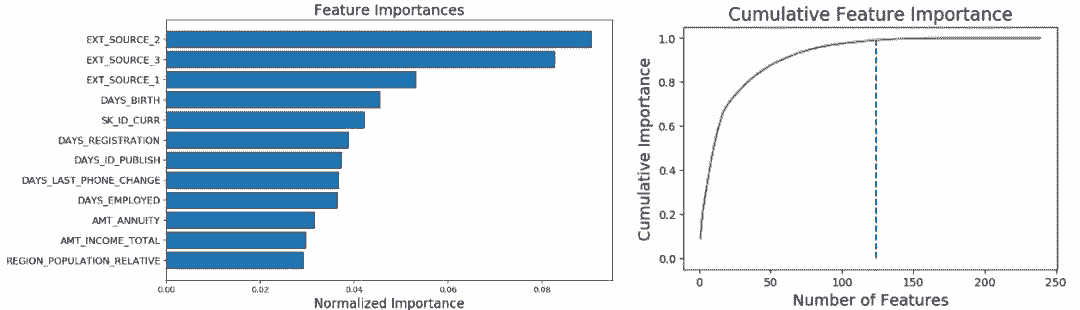 Feature Importances
EXT_SOURCE_2
EXT_SOURCE_3
EXT_SOURCE_1
DAYS_BIRTH
SK_ID_CURR
DAYS_REGISTRATION
DAYS_ID_PUBLISH
DAYS_LAST_PHONE_CHANGE
DAYS_EMPLOYED
AMT_ANNUITY
AMT_INCOME_TOTAL
REGION_POPULATION_RELATIVE
0.00 0.02 0.04 0.06 0.08
Normalized Importance
Cumulative Feature Importance
Cumulative Importance
1.0
0.8
0.6
0.4
0.2
0.0
0 50 100 150 200 250
Number of Features